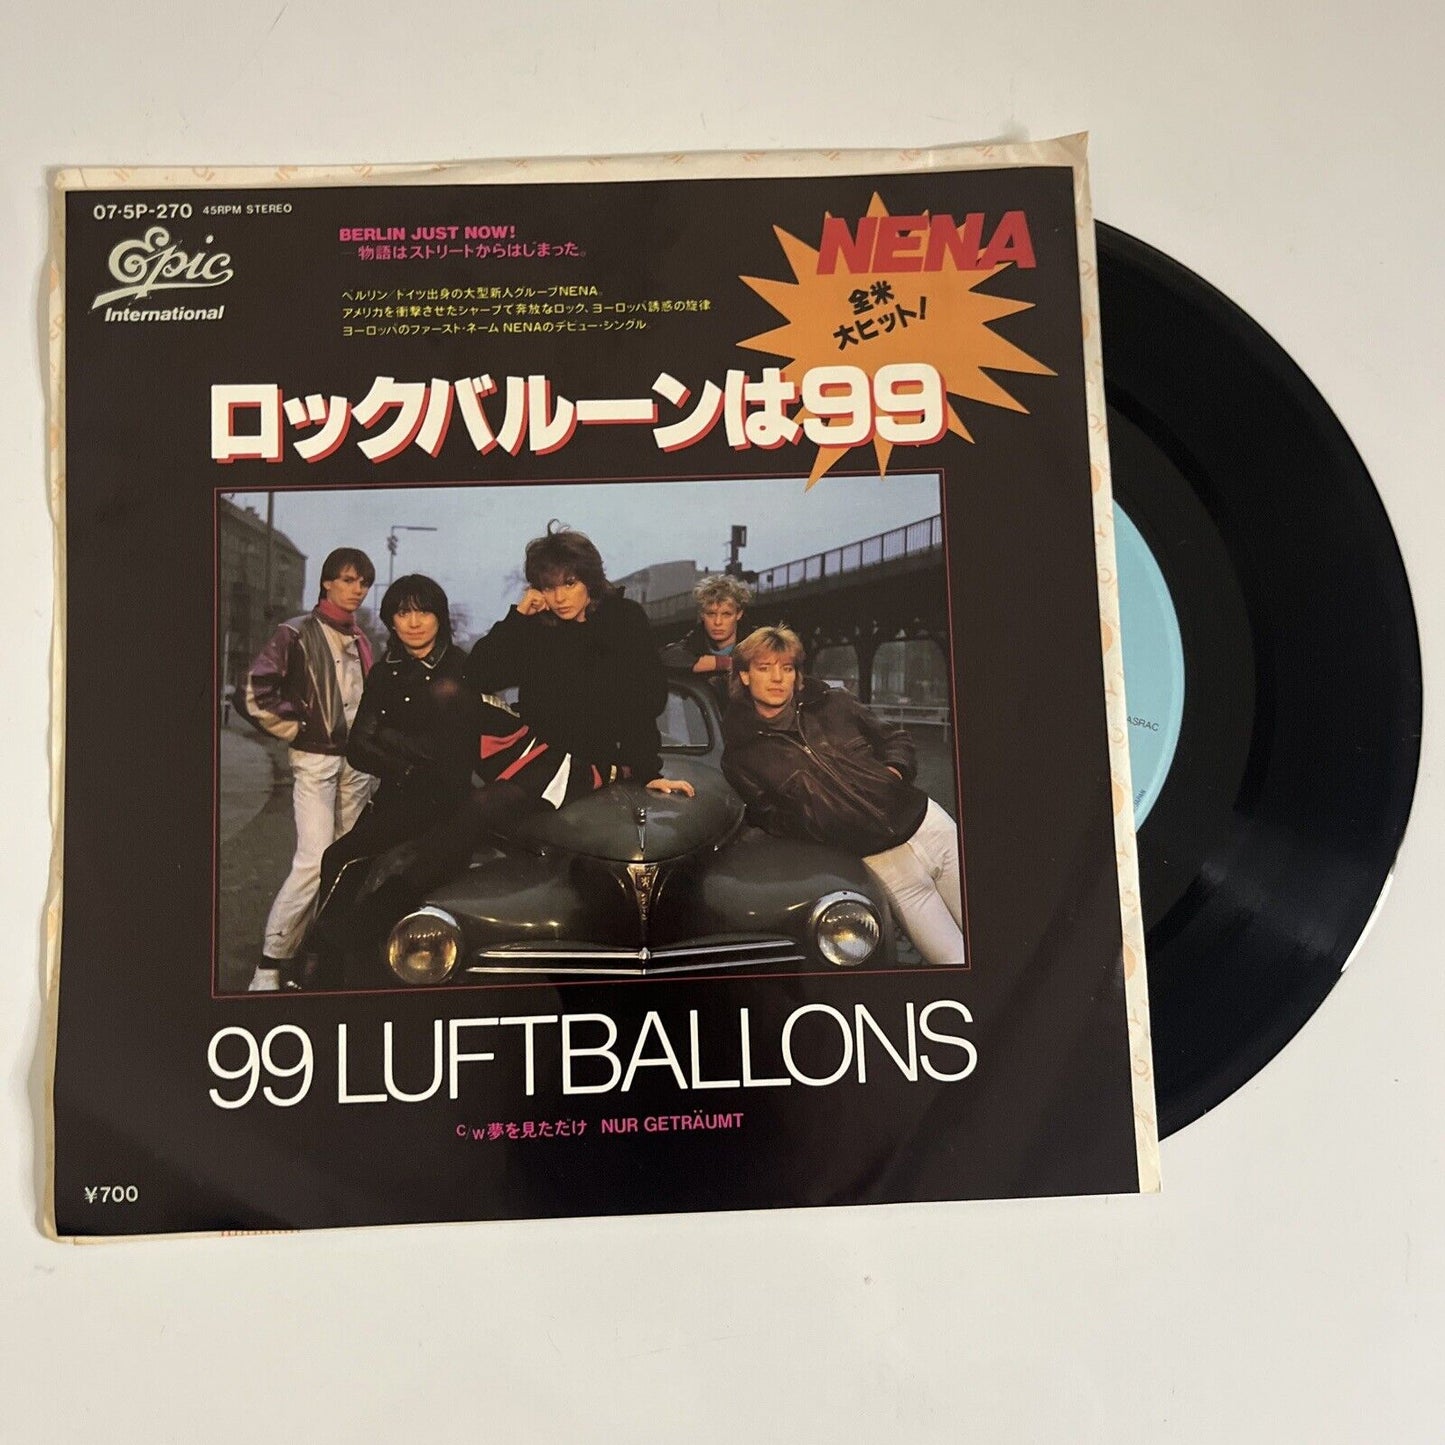 07・5P-270 45RPM STEREO
Epic
International
BERLIN JUST NOW!
—物語はストリートからはじまった。
ベルリン/ドイツ出身の大型新人グループNENA。
アメリカを衝撃させたシャープで奔放なロック、ヨーロッパ誘惑の旋律
ヨーロッパのファースト・ネーム NENAのデビュー・シングル
NENA
全米
大ヒット!
ロックバルーンは99
99 LUFTBALLONS
c/w夢を見ただけ NUR GETRÄUMT
¥700
ASRAC